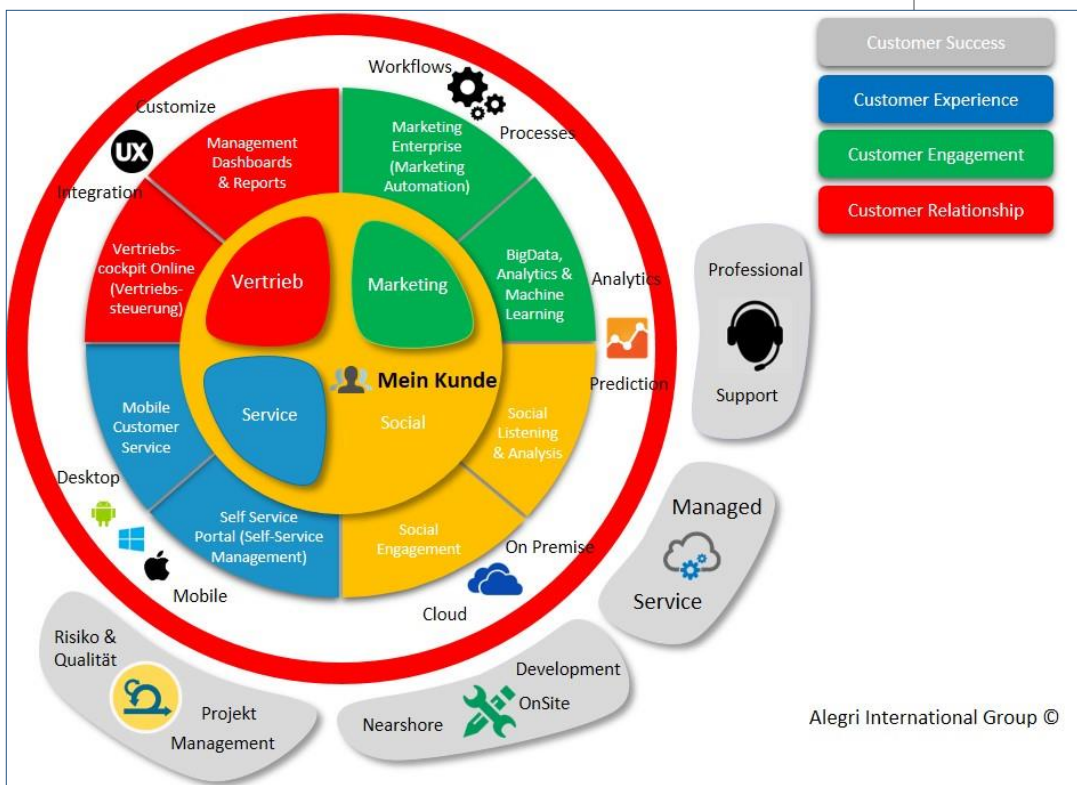 Customer Success
Customer Experience
Customer Engagement
Customer Relationship
Workflows
Processes
Customize
UX
Integration
Management
Dashboards
& Reports
Marketing
Enterprise
(Marketing
Automation)
Vertriebs-
cockpit Online
(Vertriebs-
steuerung)
Vertrieb
Marketing
BigData,
Analytics &
Machine
Learning
Analytics
Prediction
Mein Kunde
Service
Social
Mobile
Customer
Service
Social
Listening
& Analysis
Self Service
Portal (Self-Service
Management)
Social
Engagement
Desktop
Mobile
On Premise
Cloud
Professional
Support
Managed
Service
Risiko &
Qualität
Projekt
Management
Development
OnSite
Nearshore
Alegri International Group ©